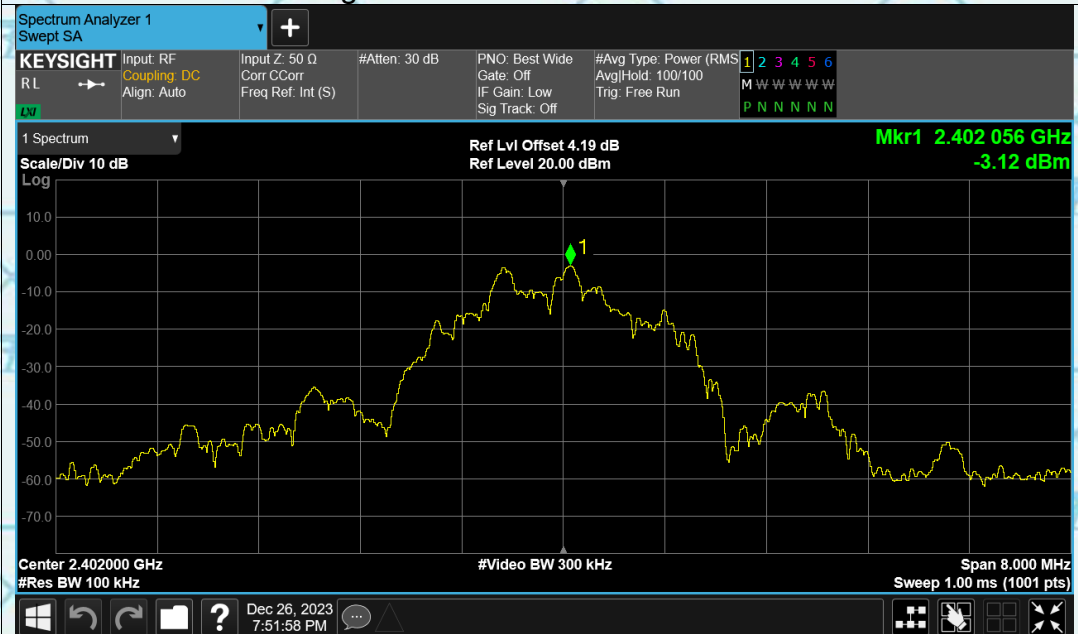 Spectrum Analyzer 1
Swept SA
+
KEYSIGHT
RL
LXI
Input: RF
Coupling: DC
Align: Auto
Input Z: 50 Ω
Corr CCorr
Freq Ref: Int (S)
#Atten: 30 dB
PNO: Best Wide
Gate: Off
IF Gain: Low
Sig Track: Off
#Avg Type: Power (RMS
Avg|Hold: 100/100
Trig: Free Run
1 2 3 4 5 6
M W W W W W
P N N N N N
1 Spectrum
Scale/Div 10 dB
Log
Ref Lvl Offset 4.19 dB
Ref Level 20.00 dBm
Mkr1 2.402 056 GHz
-3.12 dBm
10.0
0.00
-10.0
-20.0
-30.0
-40.0
-50.0
-60.0
-70.0
1
Center 2.402000 GHz
#Res BW 100 kHz
#Video BW 300 kHz
Span 8.000 MHz
Sweep 1.00 ms (1001 pts)
?
Dec 26, 2023
7:51:58 PM